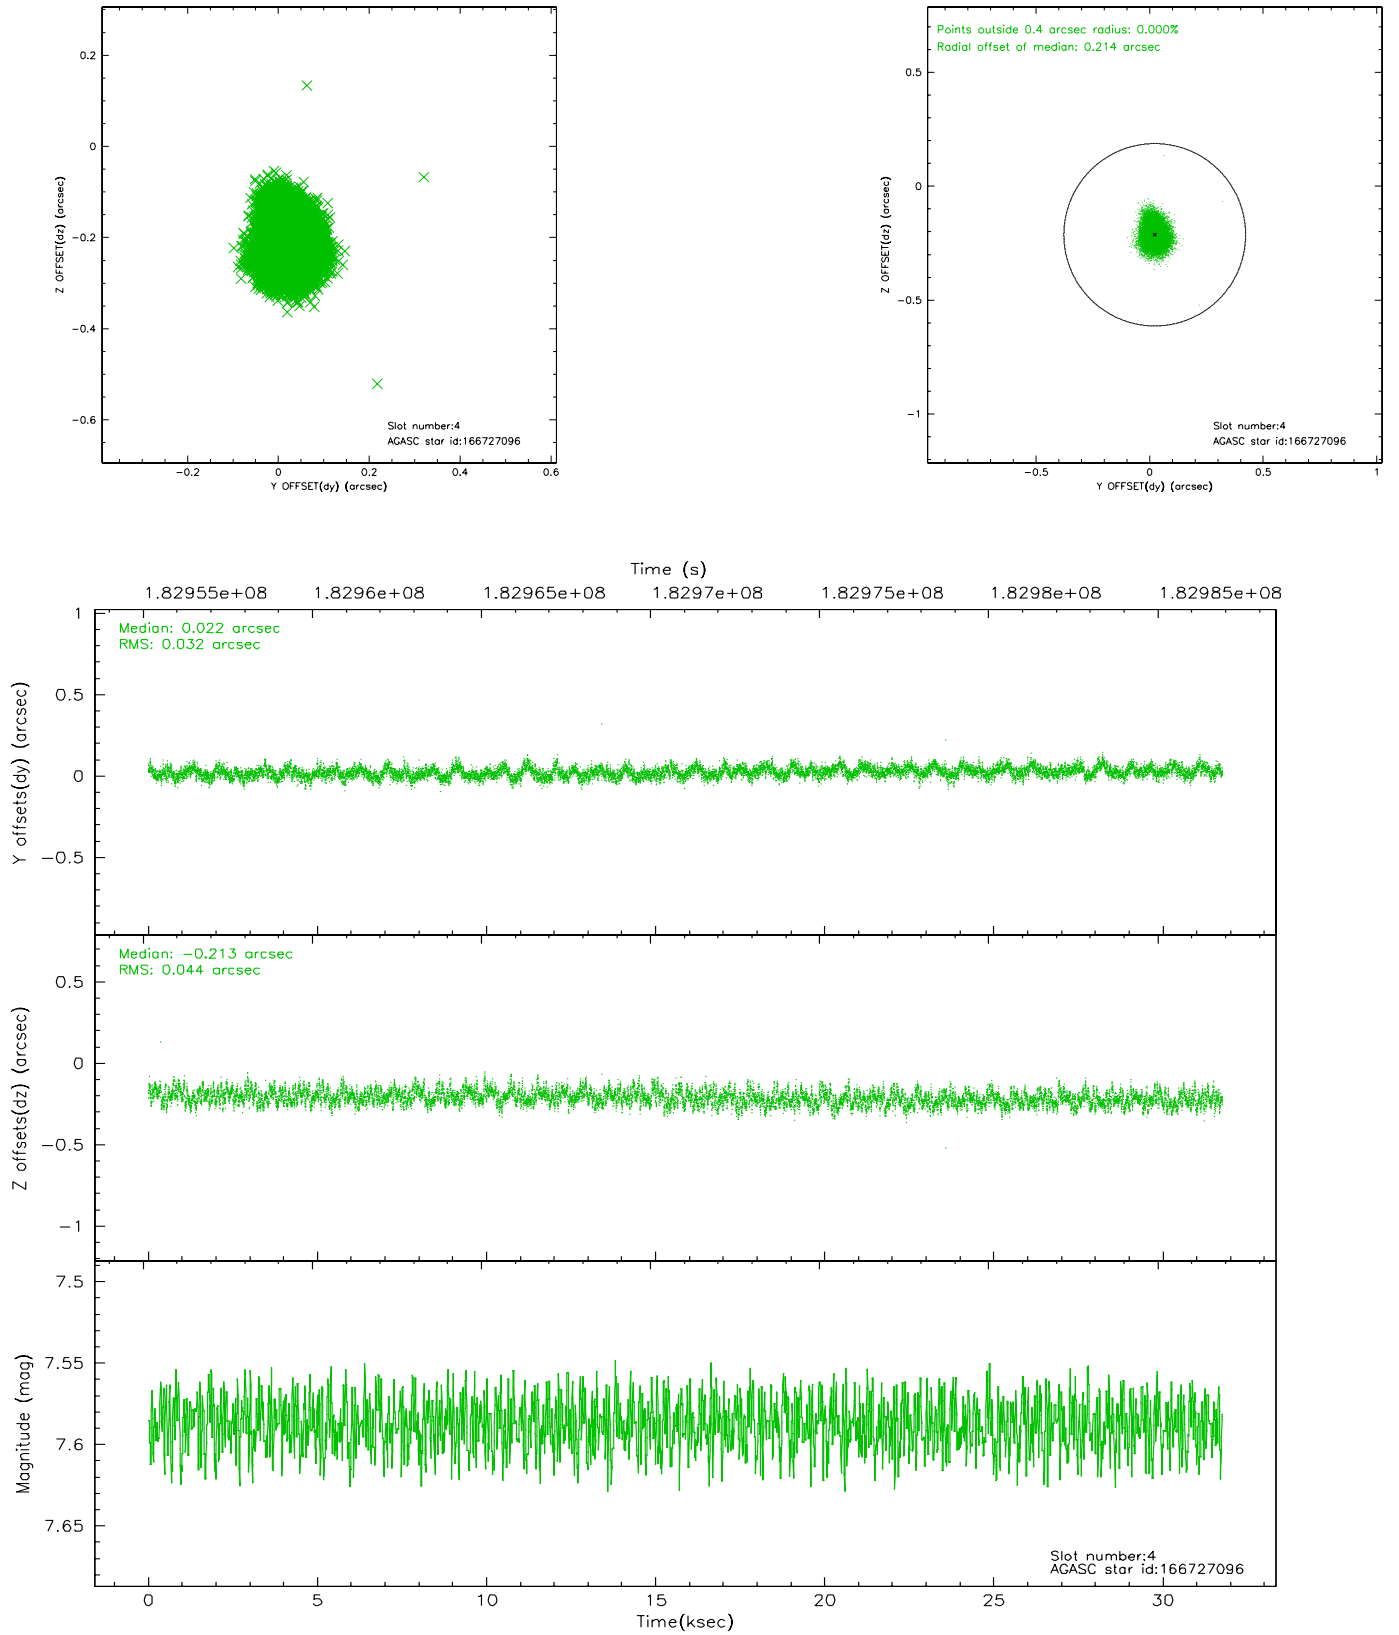 0.2
0
−0.2
−0.4
−0.6
Z OFFSET(dz) (arcsec)
Slot number:4
AGASC star id:166727096
−0.2 0 0.2 0.4 0.6
Y OFFSET(dy) (arcsec)
Points outside 0.4 arcsec radius: 0.000%
Radial offset of median: 0.214 arcsec
0.5
0
−0.5
−1
Z OFFSET(dz) (arcsec)
Slot number:4
AGASC star id:166727096
−0.5 0 0.5 1
Y OFFSET(dy) (arcsec)
Time (s)
1.82955e+08 1.8296e+08 1.82965e+08 1.8297e+08 1.82975e+08 1.8298e+08 1.82985e+08
Median: 0.022 arcsec
RMS: 0.032 arcsec
1
0.5
0
−0.5
Y offsets(dy) (arcsec)
Median: −0.213 arcsec
RMS: 0.044 arcsec
0.5
0
−0.5
−1
Z offsets(dz) (arcsec)
7.5
7.55
7.6
7.65
Magnitude (mag)
Slot number:4
AGASC star id:166727096
0 5 10 15 20 25 30
Time(ksec)